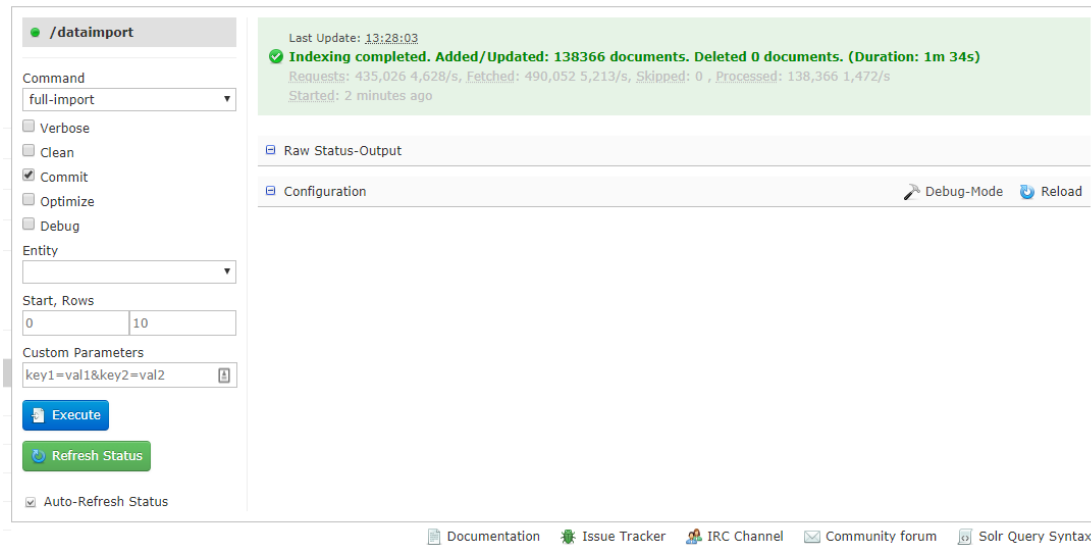 /dataimport
Command
full-import
Verbose
Clean
Commit
Optimize
Debug
Entity
Start, Rows
0 10
Custom Parameters
key1=val1&key2=val2
Execute
Refresh Status
Auto-Refresh Status
Last Update: 13:28:03
Indexing completed. Added/Updated: 138366 documents. Deleted 0 documents. (Duration: 1m 34s)
Requests: 435,026 4,628/s, Fetched: 490,052 5,213/s, Skipped: 0 , Processed: 138,366 1,472/s
Started: 2 minutes ago
Raw Status-Output
Configuration Debug-Mode Reload
Documentation Issue Tracker IRC Channel Community forum Solr Query Syntax